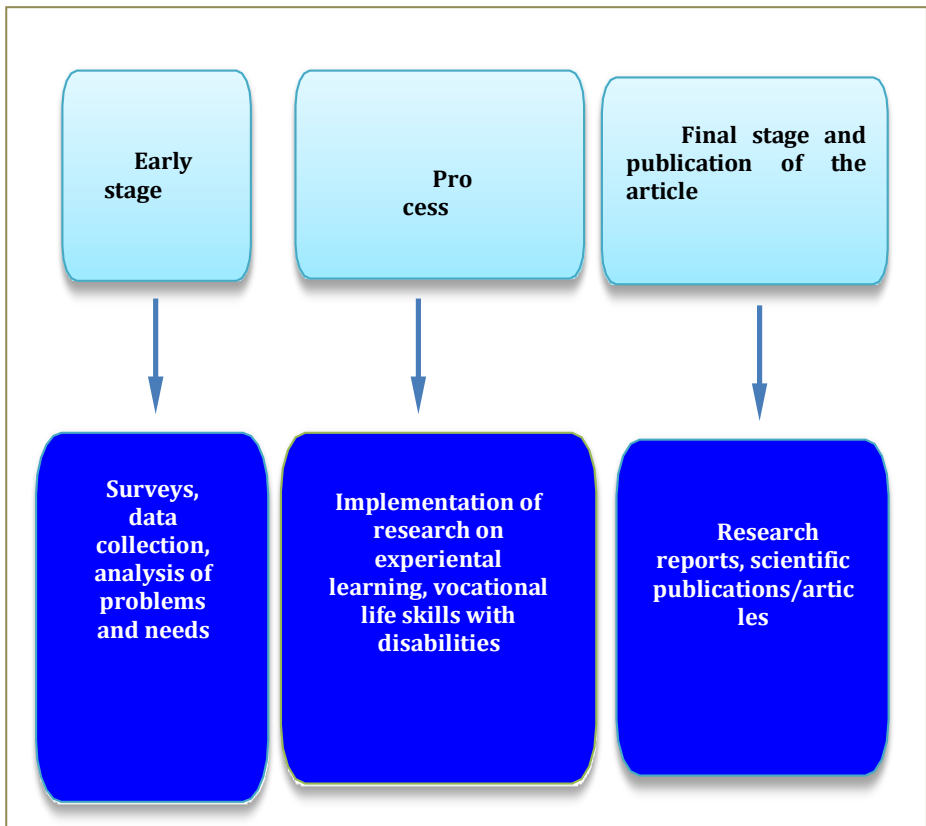 Early
stage
Pro
cess
Final stage and
publication of the
article
Surveys,
data
collection,
analysis of
problems
and needs
Implementation of
research on
experiental
learning, vocational
life skills with
disabilities
Research
reports, scientific
publications/artic
les